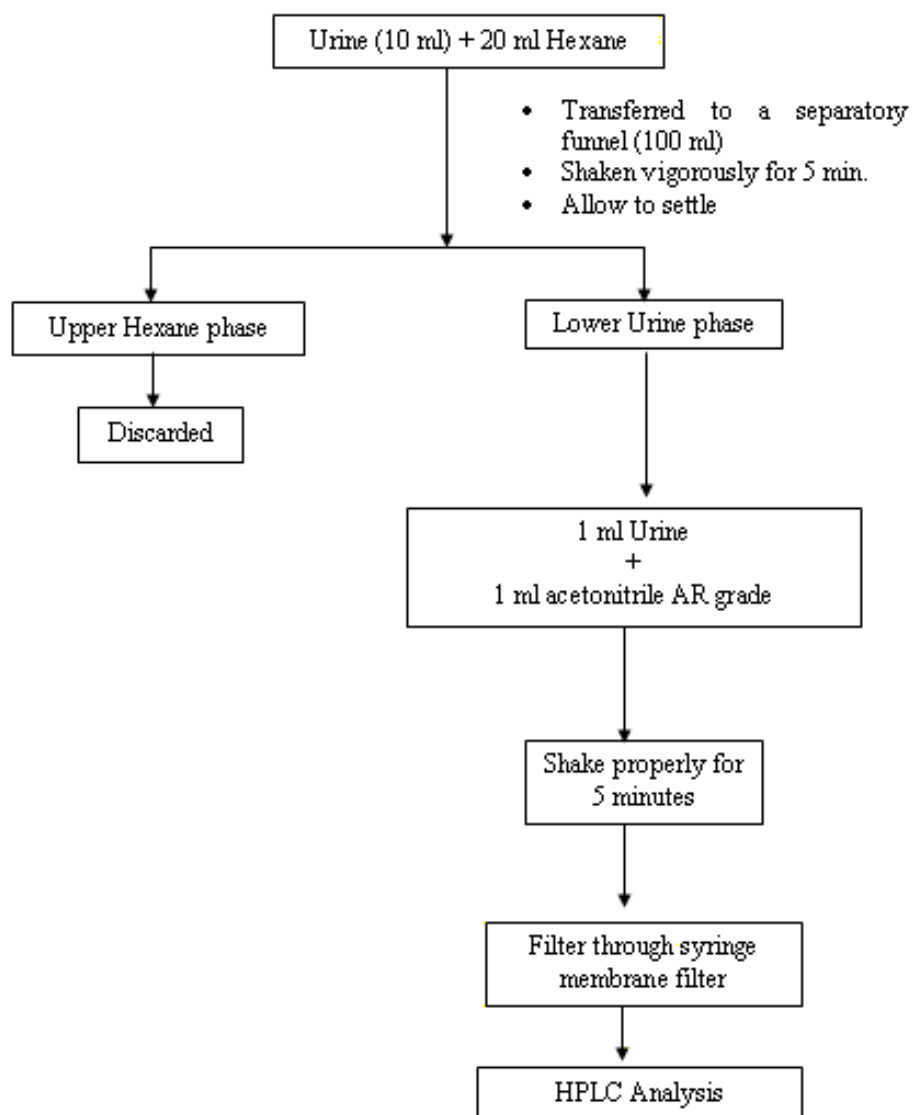 Urine (10 ml) + 20 ml Hexane
• Transferred to a separatory
funnel (100 ml)
• Shaken vigorously for 5 min.
• Allow to settle
Upper Hexane phase
Lower Urine phase
Discarded
1 ml Urine
+
1 ml acetonitrile AR grade
Shake properly for
5 minutes
Filter through syringe
membrane filter
HPLC Analysis